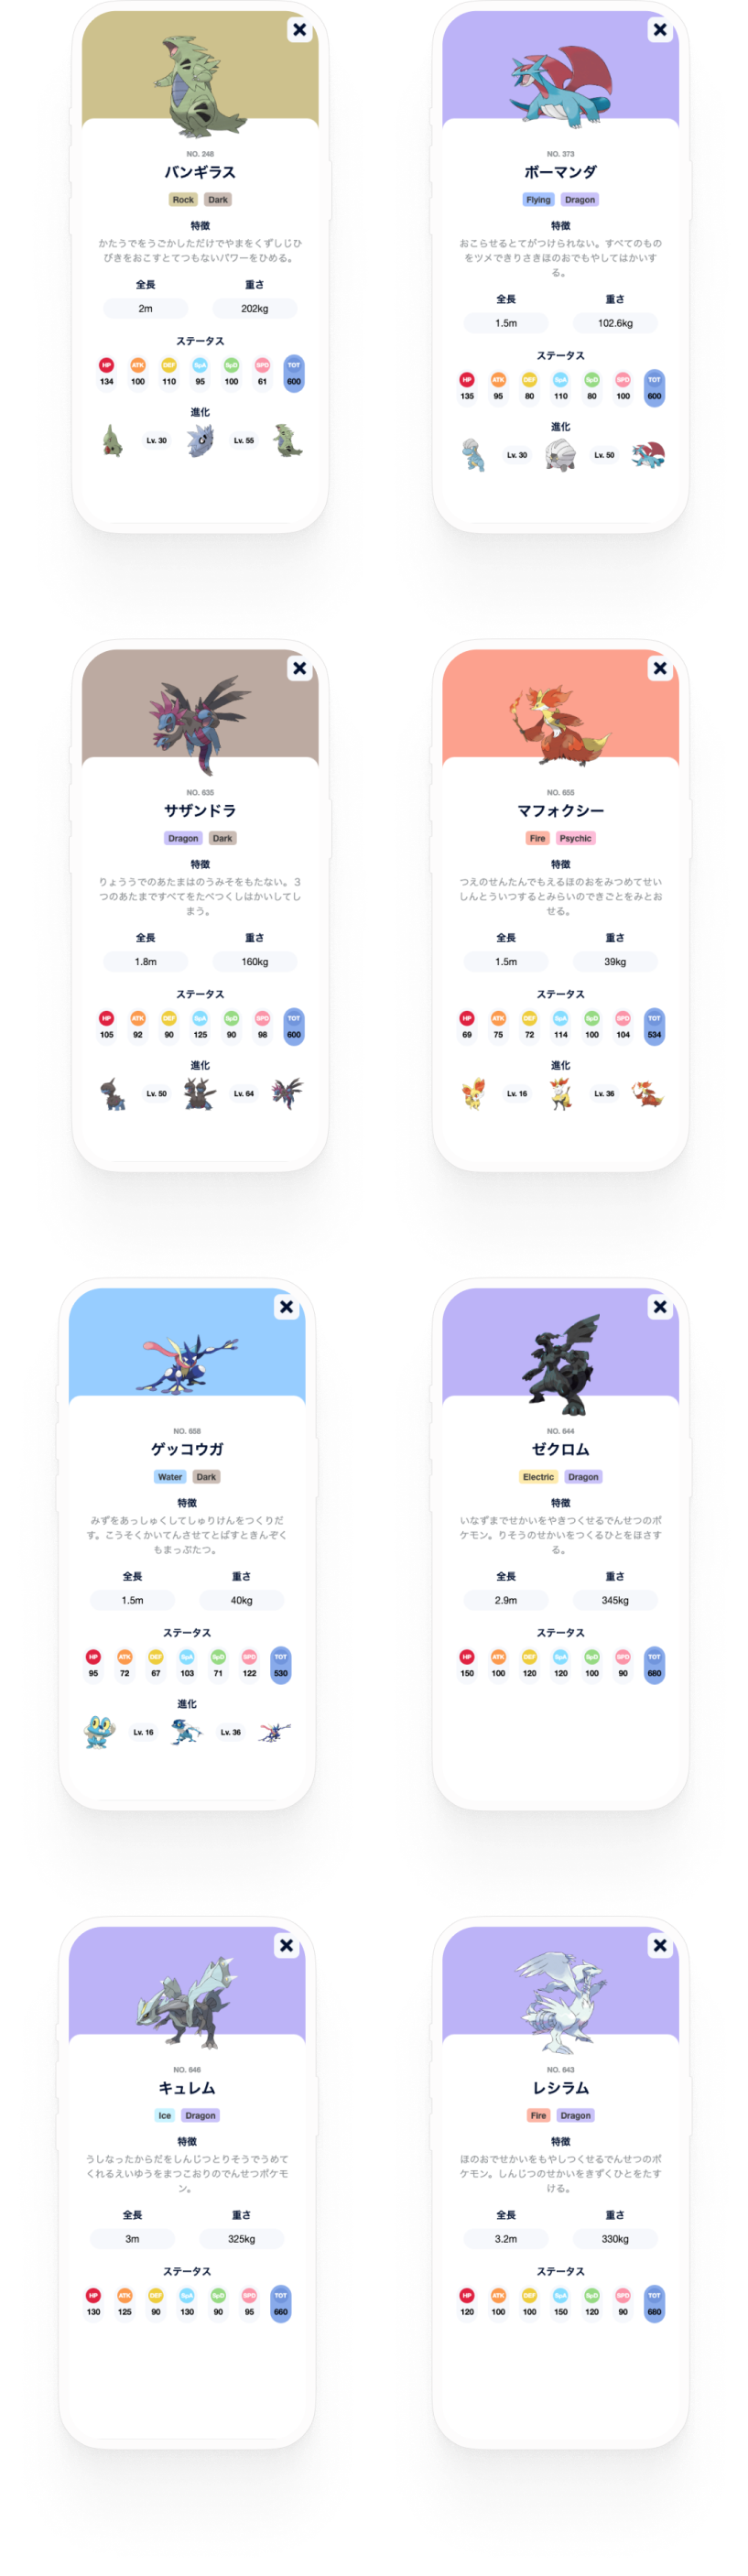 NO. 248
バンギラス
Rock Dark
特徴
かたうでをうごかしただけでやまをくずしじひ
びきをおこすとてつもないパワーをひめる。
全長 重さ
2m 202kg
ステータス
HP ATK DEF SpA SpD SPD TOT
134 100 110 95 100 61 600
進化
Lv. 30 Lv. 55
NO. 373
ボーマンダ
Flying Dragon
特徴
おこらせるとてがつけられない。すべてのもの
をツメできりさきほのおでもやしてはかいす
る。
全長 重さ
1.5m 102.6kg
ステータス
HP ATK DEF SpA SpD SPD TOT
135 95 80 110 80 100 600
進化
Lv. 30 Lv. 50
NO. 635
サザンドラ
Dragon Dark
特徴
りょううでのあたまはのうみそをもたない。3
つのあたまですべてをたべつくしはかいしてし
まう。
全長 重さ
1.8m 160kg
ステータス
HP ATK DEF SpA SpD SPD TOT
105 92 90 125 90 98 600
進化
Lv. 50 Lv. 64
NO. 655
マフォクシー
Fire Psychic
特徴
つえのせんたんでもえるほのおをみつめてせい
しんとういつするとみらいのできごとをみとお
せる。
全長 重さ
1.5m 39kg
ステータス
HP ATK DEF SpA SpD SPD TOT
69 75 72 114 100 104 534
進化
Lv. 16 Lv. 36
NO. 658
ゲッコウガ
Water Dark
特徴
みずをあっしゅくしてしゅりけんをつくりだ
す。こうそくかいてんさせてとばすときんぞく
もまっぷたつ。
全長 重さ
1.5m 40kg
ステータス
HP ATK DEF SpA SpD SPD TOT
95 72 67 103 71 122 530
進化
Lv. 16 Lv. 36
NO. 644
ゼクロム
Electric Dragon
特徴
いなずまでせかいをやきつくせるでんせつのポ
ケモン。りそうのせかいをつくるひとをほさす
る。
全長 重さ
2.9m 345kg
ステータス
HP ATK DEF SpA SpD SPD TOT
150 100 120 120 100 90 680
NO. 646
キュレム
Ice Dragon
特徴
うしなったからだをしんじつとりそうでうめて
くれるえいゆうをまつこおりのでんせつポケモ
ン。
全長 重さ
3m 325kg
ステータス
HP ATK DEF SpA SpD SPD TOT
130 125 90 130 90 95 660
NO. 643
レシラム
Fire Dragon
特徴
ほのおでせかいをもやしつくせるでんせつのポ
ケモン。しんじつのせかいをきずくひとをたす
ける。
全長 重さ
3.2m 330kg
ステータス
HP ATK DEF SpA SpD SPD TOT
120 100 100 150 120 90 680